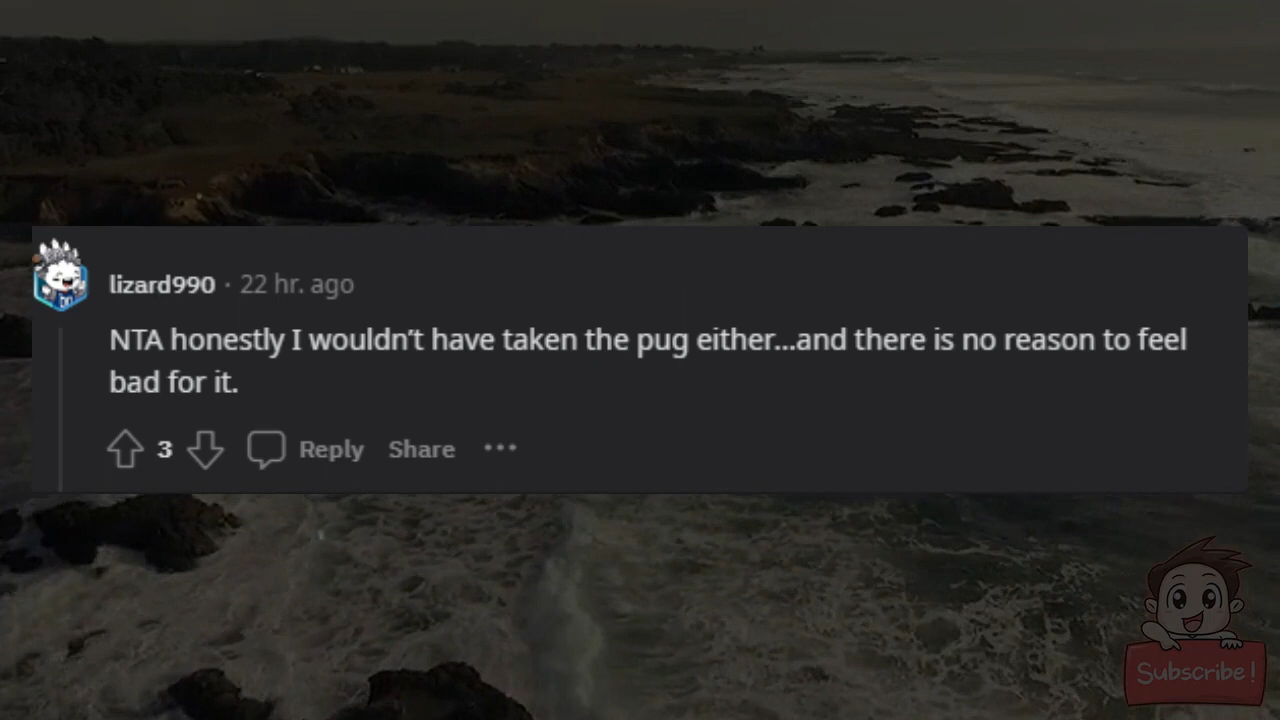 lizard990 · 22 hr. ago
NTA honestly I wouldn't have taken the pug either...and there is no reason to feel
bad for it.
3 Reply Share ···
Subscribe!